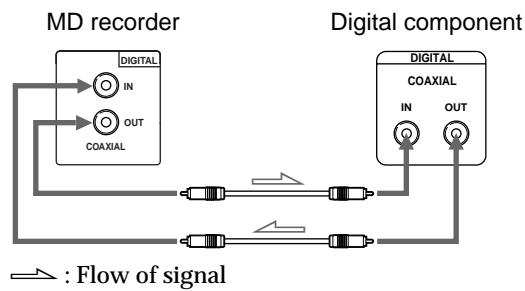 MD recorder
Digital component
DIGITAL
IN
OUT
COAXIAL
DIGITAL
COAXIAL
IN OUT
: Flow of signal